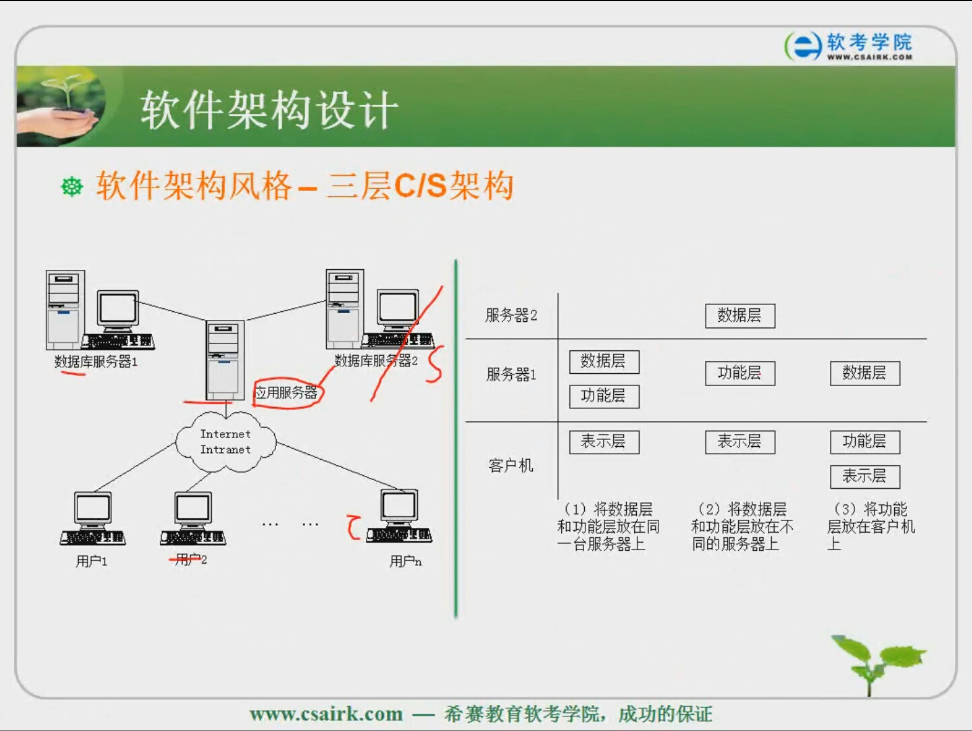 软考学院
WWW.CSAIRK.COM
软件架构设计
软件架构风格 – 三层C/S架构
数据库服务器1
数据库服务器2
S
应用服务器
Internet
Intranet
... ...
用户1
用户2
用户n
服务器2
数据层
服务器1
数据层
功能层
数据层
功能层
客户机
表示层
表示层
功能层
表示层
（1）将数据层
和功能层放在同
一台服务器上
（2）将数据层
和功能层放在不
同的服务器上
（3）将功能
层放在客户机
上
www.csairk.com — 希赛教育软考学院，成功的保证